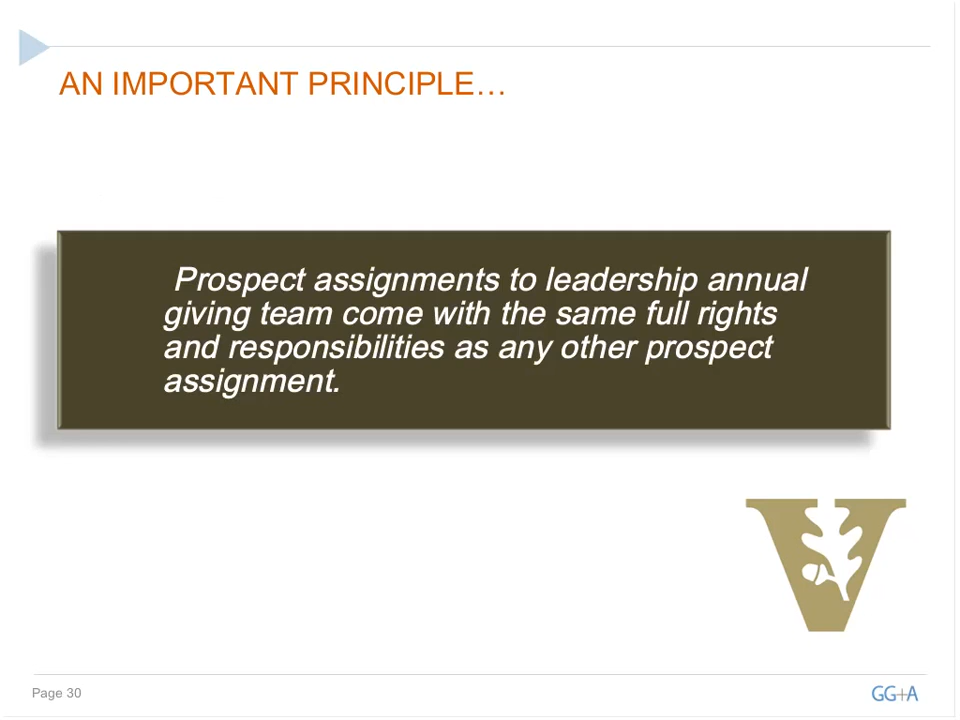 AN IMPORTANT PRINCIPLE…
Prospect assignments to leadership annual
giving team come with the same full rights
and responsibilities as any other prospect
assignment.
V
Page 30
GG+A